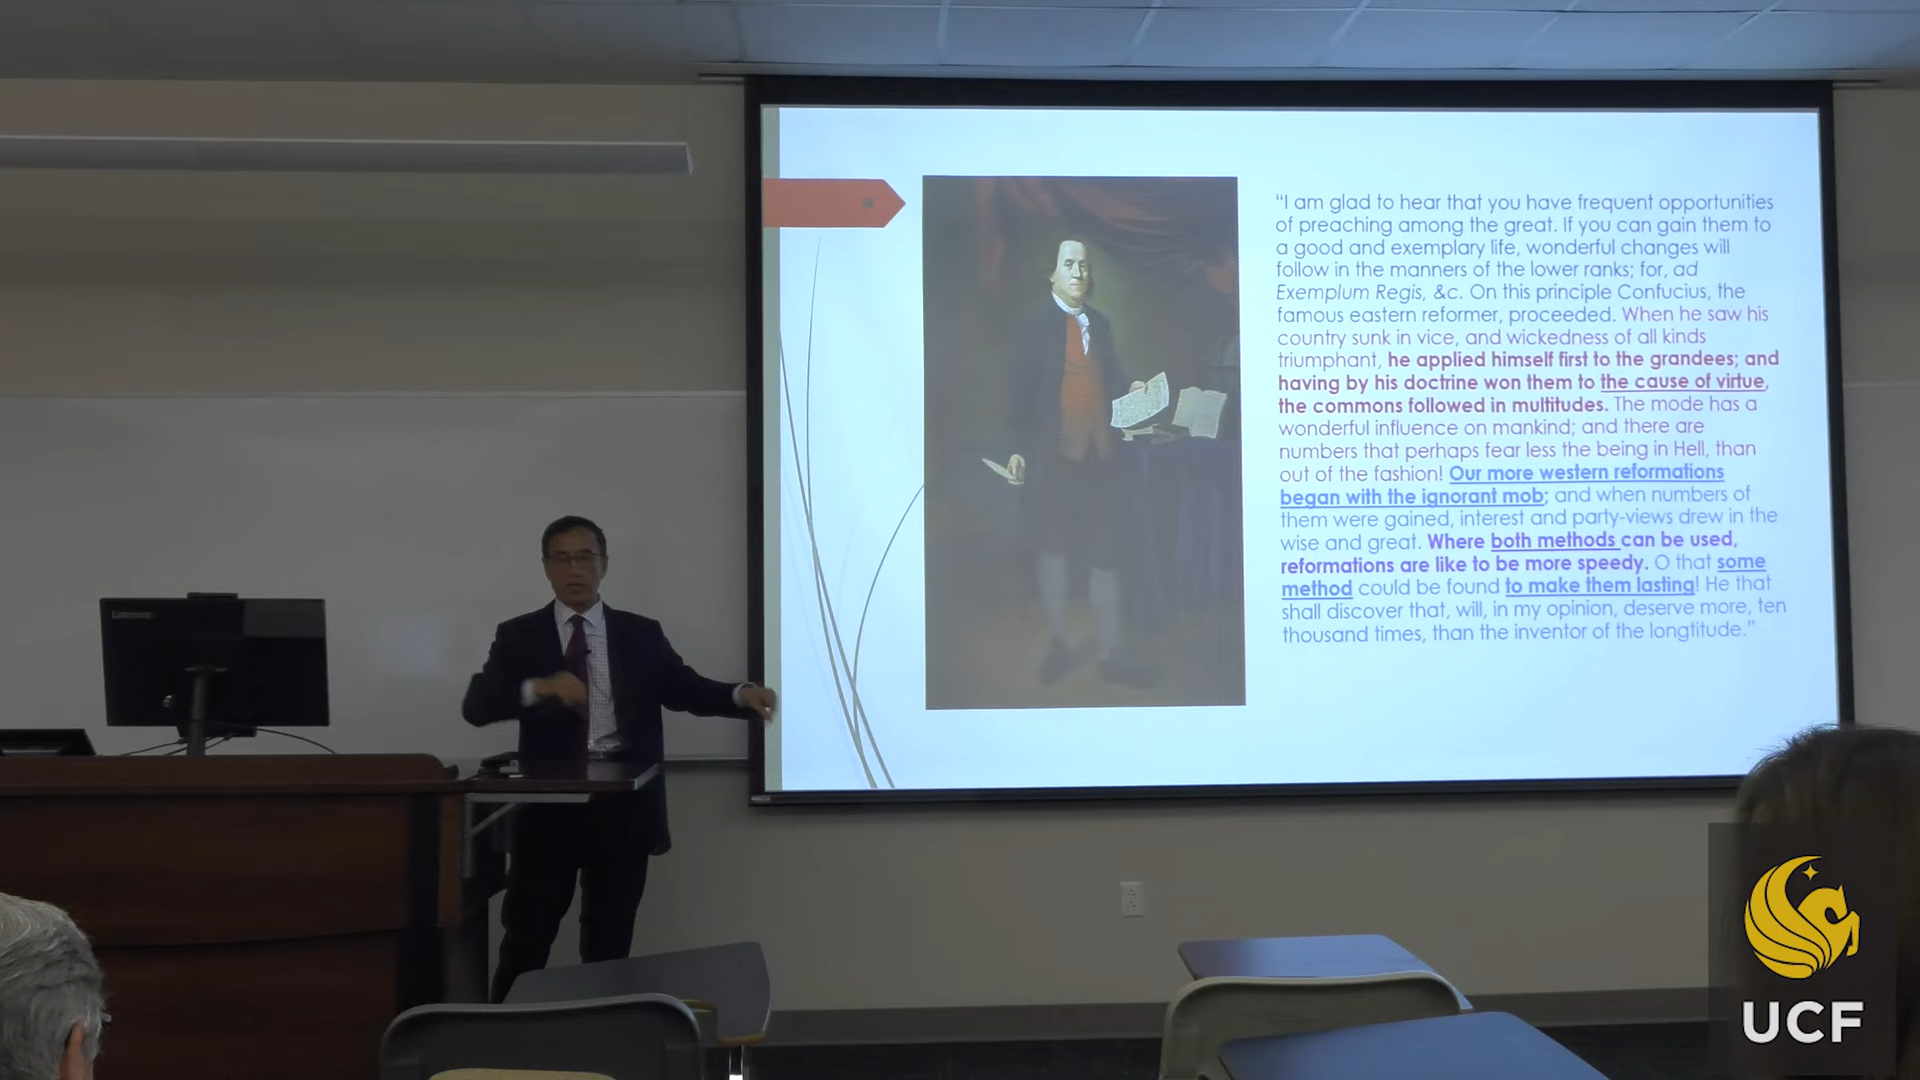 “I am glad to hear that you have frequent opportunities
of preaching among the great. If you can gain them to
a good and exemplary life, wonderful changes will
follow in the manners of the lower ranks; for, ad
Exemplum Regis, &c. On this principle Confucius, the
famous eastern reformer, proceeded. When he saw his
country sunk in vice, and wickedness of all kinds
triumphant, he applied himself first to the grandees; and
having by his doctrine won them to the cause of virtue,
the commons followed in multitudes. The mode has a
wonderful influence on mankind; and there are
numbers that perhaps fear less the being in Hell, than
out of the fashion! Our more western reformations
began with the ignorant mob; and when numbers of
them were gained, interest and party-views drew in the
wise and great. Where both methods can be used,
reformations are like to be more speedy. O that some
method could be found to make them lasting! He that
shall discover that, will, in my opinion, deserve more, ten
thousand times, than the inventor of the longtitude.”
UCF